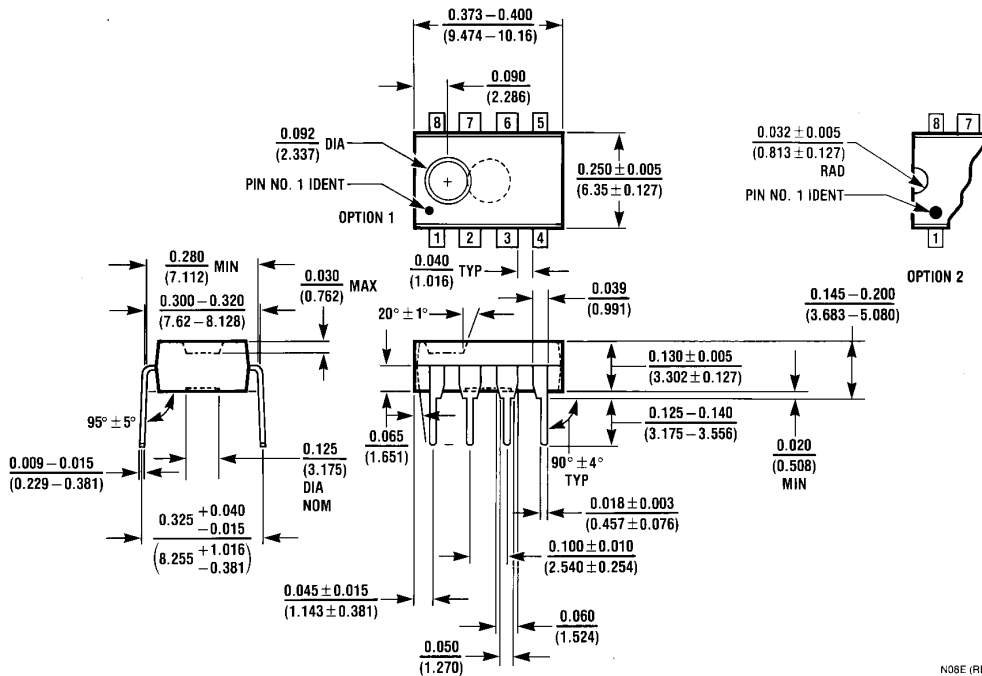 0.373–0.400
(9.474–10.16)
0.090
(2.286)
8 7 6 5
0.092 DIA
(2.337)
PIN NO. 1 IDENT
OPTION 1
1 2 3 4
0.250 ± 0.005
(6.35 ± 0.127)
0.032 ± 0.005
(0.813 ± 0.127)
RAD
PIN NO. 1 IDENT
8 7
1
OPTION 2
0.280 MIN
(7.112)
0.300–0.320
(7.62–8.128)
0.030 MAX
(0.762)
0.040 TYP
(1.016)
20° ± 1°
0.039
(0.991)
0.145–0.200
(3.683–5.080)
0.130 ± 0.005
(3.302 ± 0.127)
0.125–0.140
(3.175–3.556)
0.020
(0.508)
MIN
95° ± 5°
0.009–0.015
(0.229–0.381)
0.125
(3.175)
DIA
NOM
0.065
(1.651)
90° ± 4°
TYP
0.018 ± 0.003
(0.457 ± 0.076)
0.325 +0.040
−0.015
(8.255 +1.016
−0.381)
0.100 ± 0.010
(2.540 ± 0.254)
0.045 ± 0.015
(1.143 ± 0.381)
0.060
(1.524)
0.050
(1.270)
N08E